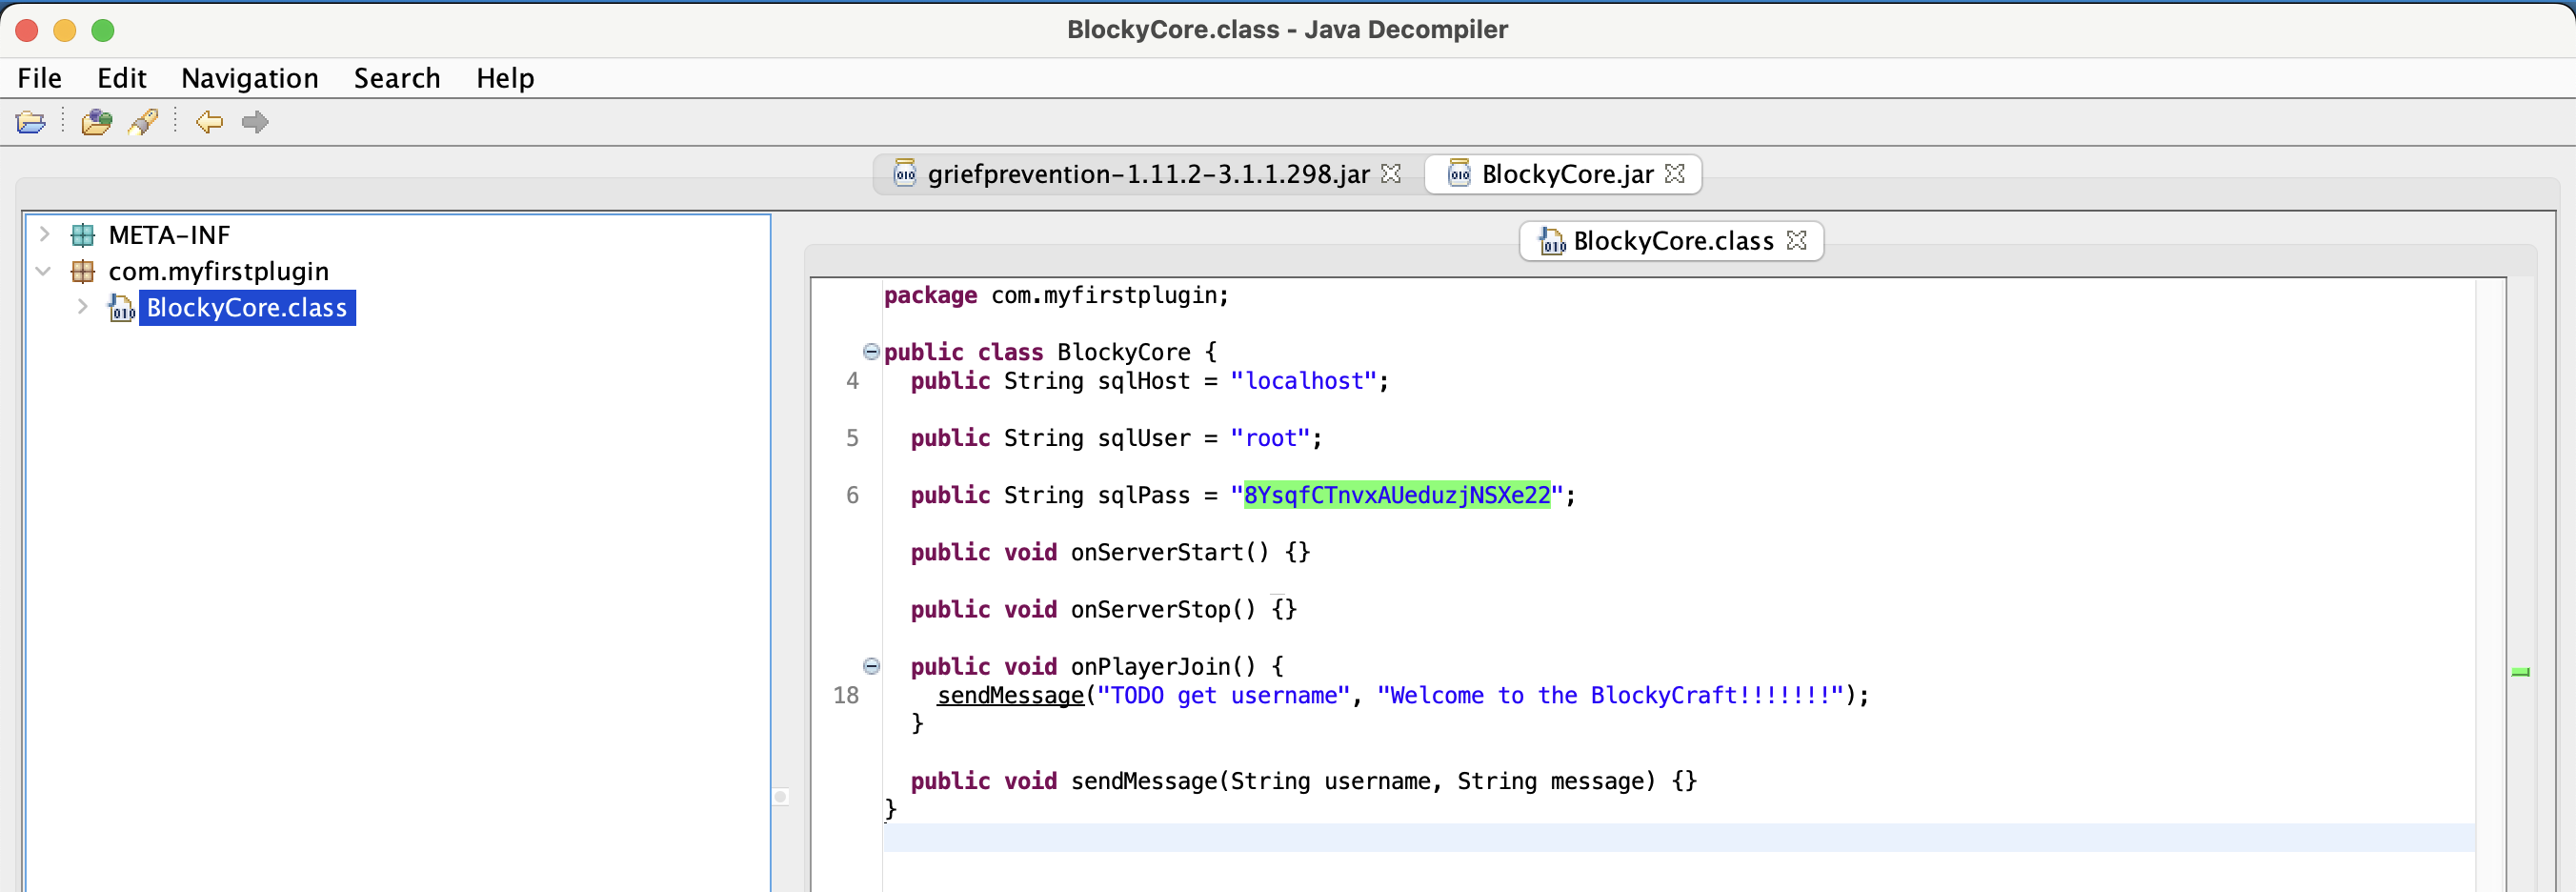 BlockyCore.class - Java Decompiler
File Edit Navigation Search Help
griefprevention-1.11.2-3.1.1.298.jar BlockyCore.jar
META-INF
com.myfirstplugin
BlockyCore.class
BlockyCore.class
package com.myfirstplugin;
public class BlockyCore {
4 public String sqlHost = "localhost";
5 public String sqlUser = "root";
6 public String sqlPass = "8YsqfCTnvxAUeduzjNSXe22";
public void onServerStart() {}
public void onServerStop() {}
public void onPlayerJoin() {
18 sendMessage("TODO get username", "Welcome to the BlockyCraft!!!!!!!");
}
public void sendMessage(String username, String message) {}
}